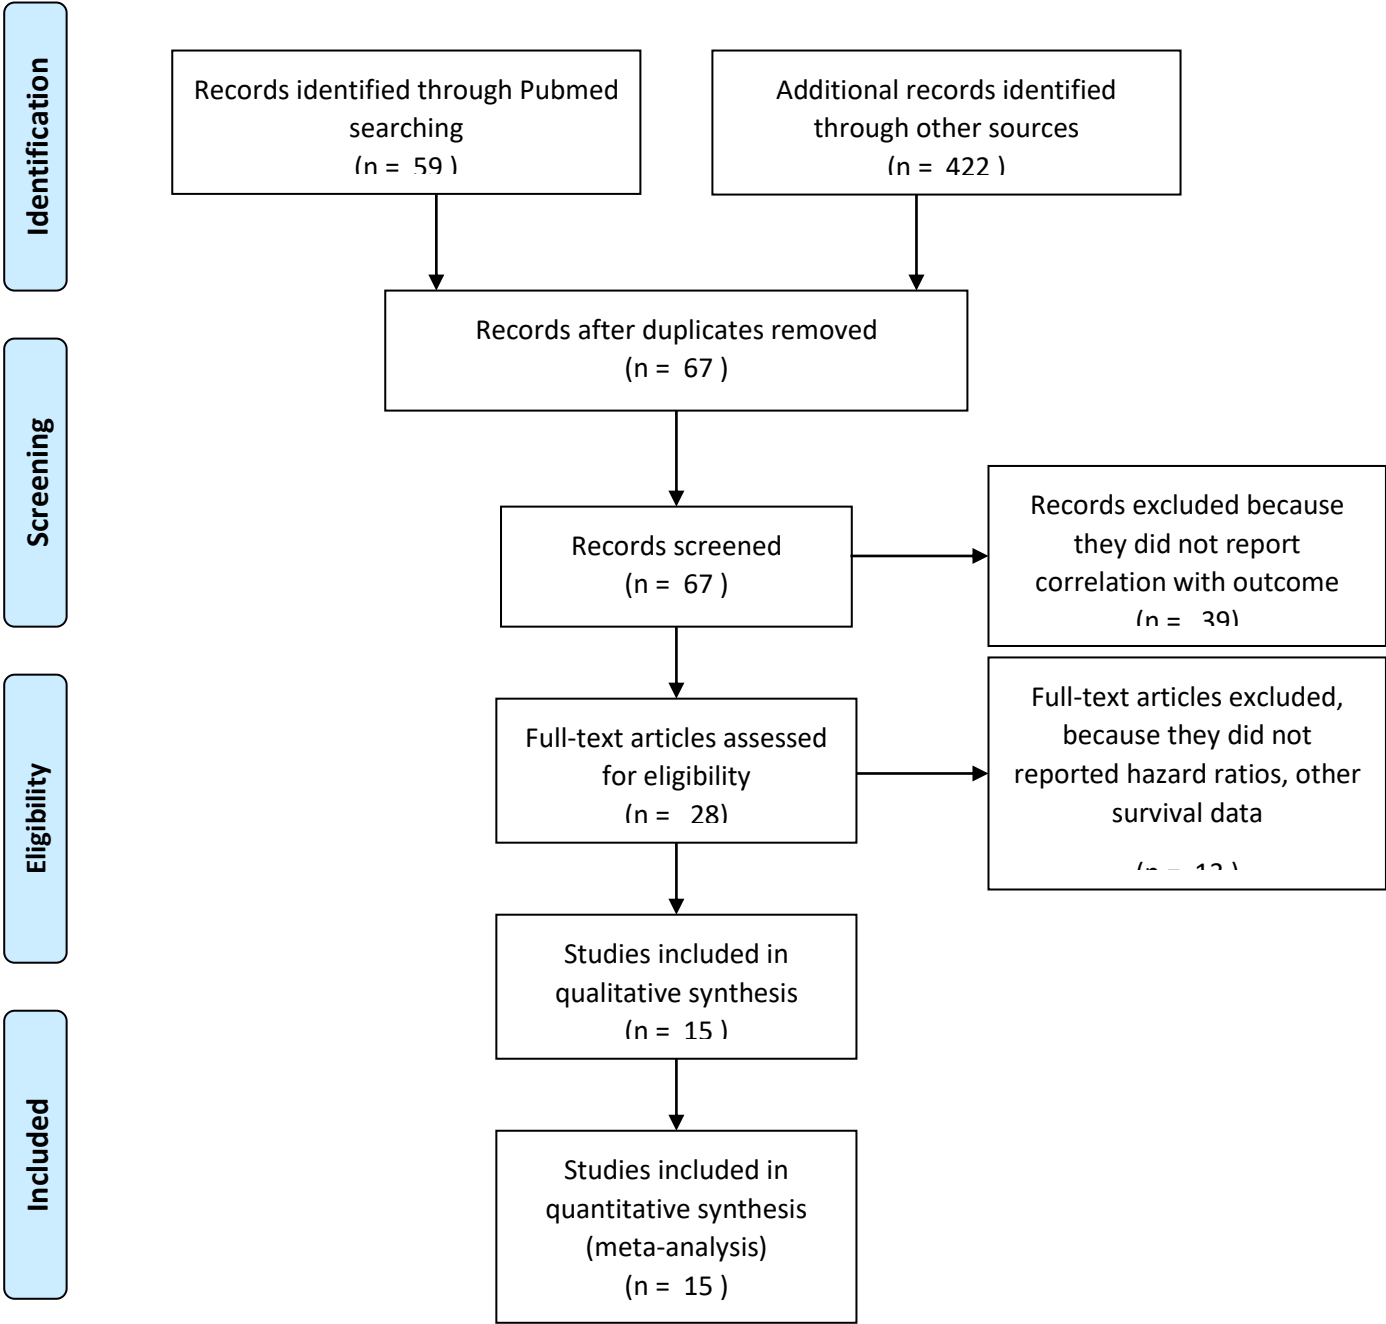 Identification
Records identified through Pubmed
searching
(n = 59 )
Additional records identified
through other sources
(n = 422 )
Records after duplicates removed
(n = 67 )
Screening
Records screened
(n = 67 )
Records excluded because
they did not report
correlation with outcome
(n = 39)
Eligibility
Full-text articles assessed
for eligibility
(n = 28)
Full-text articles excluded,
because they did not
reported hazard ratios, other
survival data
(n =
Studies included in
qualitative synthesis
(n = 15 )
Included
Studies included in
quantitative synthesis
(meta-analysis)
(n = 15 )